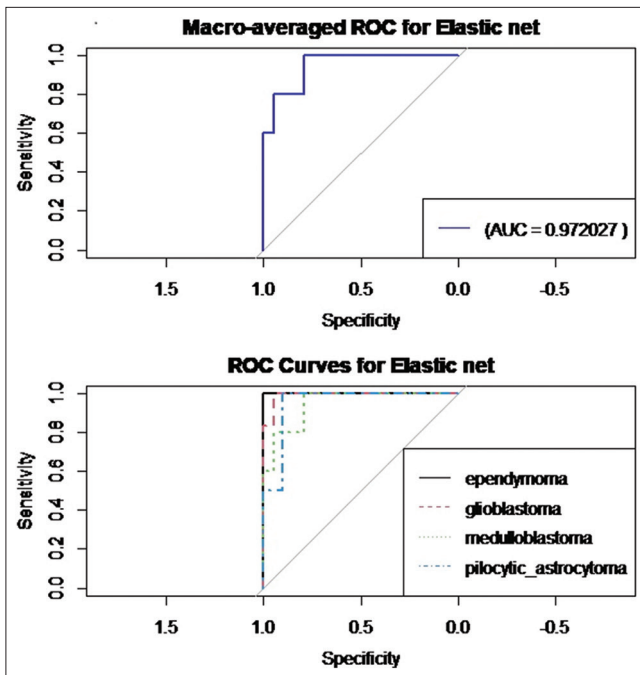 Macro-averaged ROC for Elastic net
Sensitivity
0.0 0.2 0.4 0.6 0.8 1.0
(AUC = 0.972027 )
1.5 1.0 0.5 0.0 -0.5
Specificity
ROC Curves for Elastic net
Sensitivity
0.0 0.2 0.4 0.6 0.8 1.0
ependymoma
glioblastoma
medulloblastoma
pilocytic_astrocytoma
1.5 1.0 0.5 0.0 -0.5
Specificity